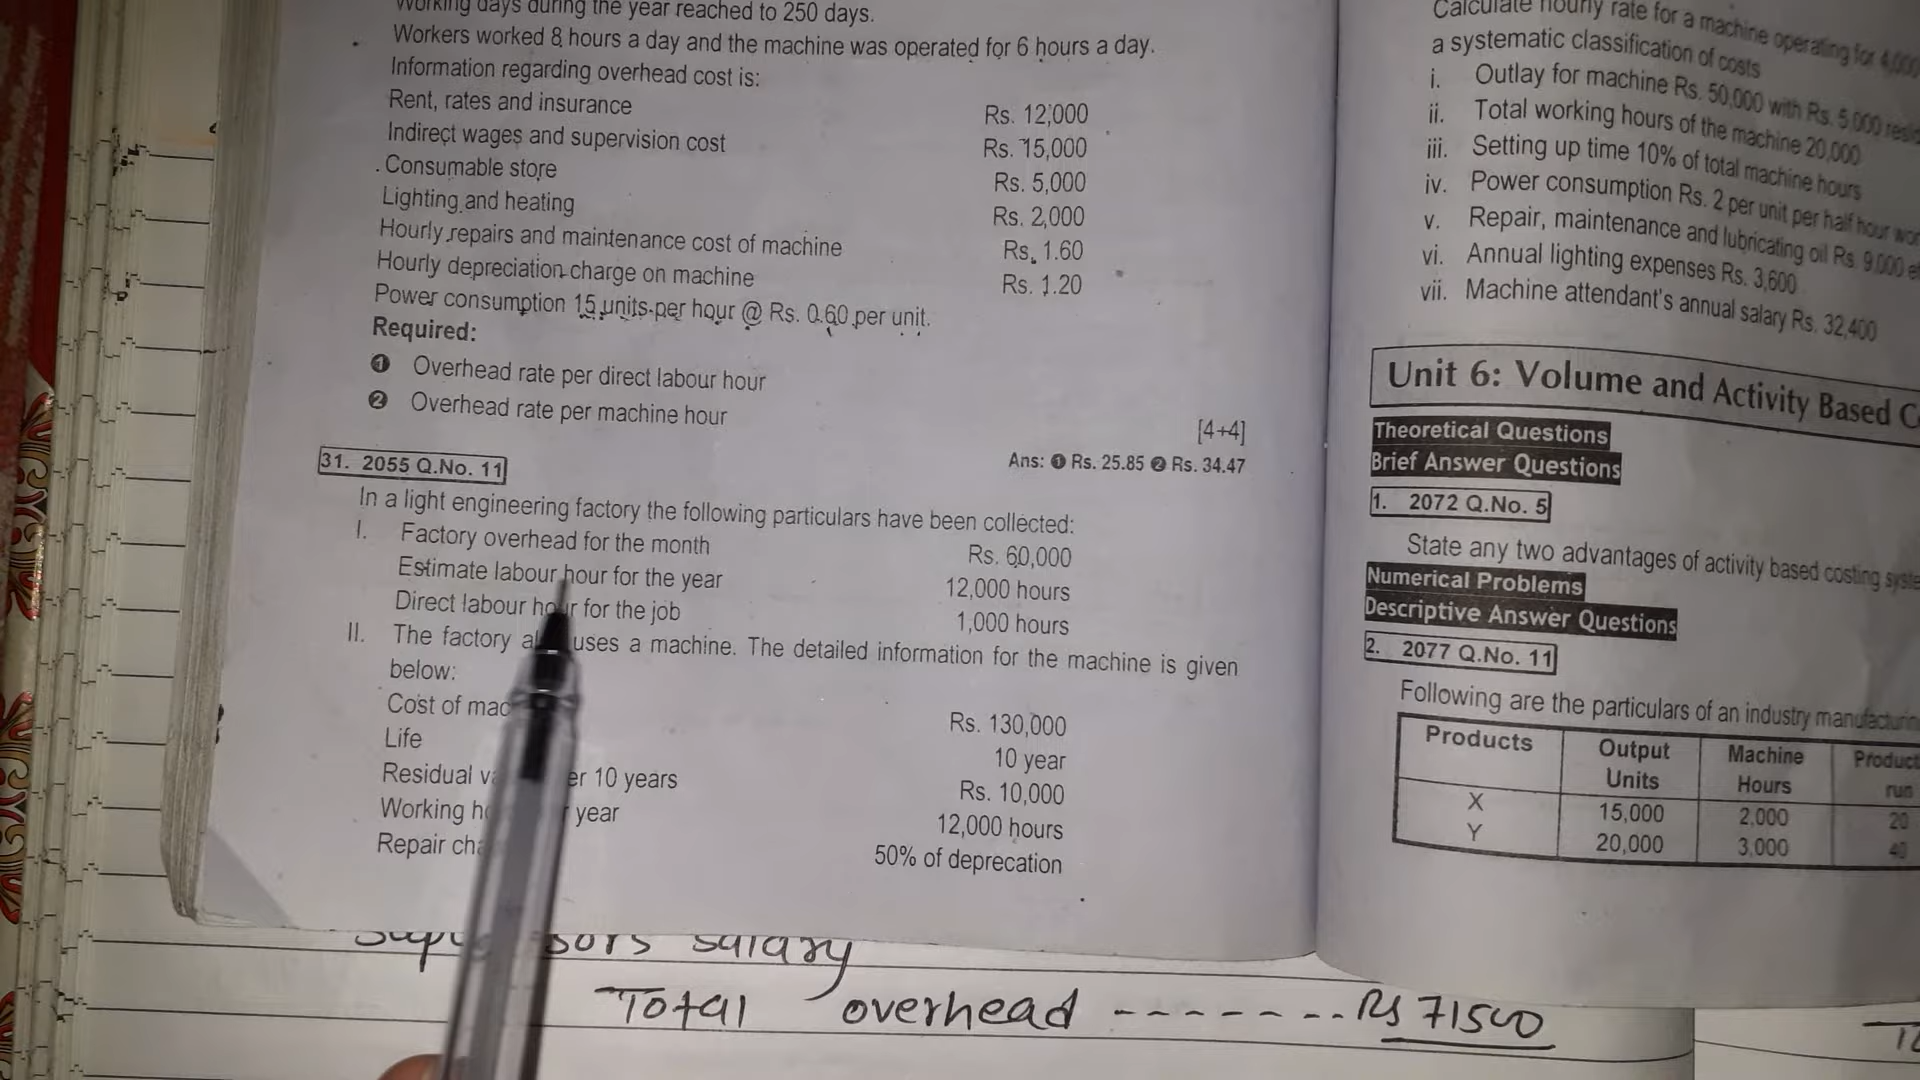 Working days during the year reached to 250 days.
Workers worked 8 hours a day and the machine was operated for 6 hours a day.
Information regarding overhead cost is:
Rent, rates and insurance Rs. 12,000
Indirect wages and supervision cost Rs. 15,000
Consumable store Rs. 5,000
Lighting and heating Rs. 2,000
Hourly repairs and maintenance cost of machine Rs. 1.60
Hourly depreciation charge on machine Rs. 1.20
Power consumption 15 units per hour @ Rs. 0.60 per unit.
Required:
❶ Overhead rate per direct labour hour
❷ Overhead rate per machine hour
[4+4]
Ans: ❶ Rs. 25.85 ❷ Rs. 34.47
31. 2055 Q.No. 11
In a light engineering factory the following particulars have been collected:
I. Factory overhead for the month Rs. 60,000
Estimate labour hour for the year 12,000 hours
Direct labour hour for the job 1,000 hours
II. The factory uses a machine. The detailed information for the machine is given
below:
Cost of Rs. 130,000
Life 10 year
Residual 10 years Rs. 10,000
Working year 12,000 hours
Repair 50% of deprecation
salary
Total overhead ------- Rs 71500
Calculate hourly rate for a machine operating for
a systematic classification of costs
i. Outlay for machine Rs. 50,000 with Rs. 5,000
ii. Total working hours of the machine 20,000
iii. Setting up time 10% of total machine hours
iv. Power consumption Rs. 2 per unit per half hour
v. Repair, maintenance and lubricating oil Rs. 9,000
vi. Annual lighting expenses Rs. 3,600
vii. Machine attendant's annual salary Rs. 32,400
Unit 6: Volume and Activity Based
Theoretical Questions
Brief Answer Questions
1. 2072 Q.No. 5
State any two advantages of activity based costing
Numerical Problems
Descriptive Answer Questions
2. 2077 Q.No. 11
Following are the particulars of an industry
Products Output Units Machine Hours run
X 15,000 2,000 20
Y 20,000 3,000 40